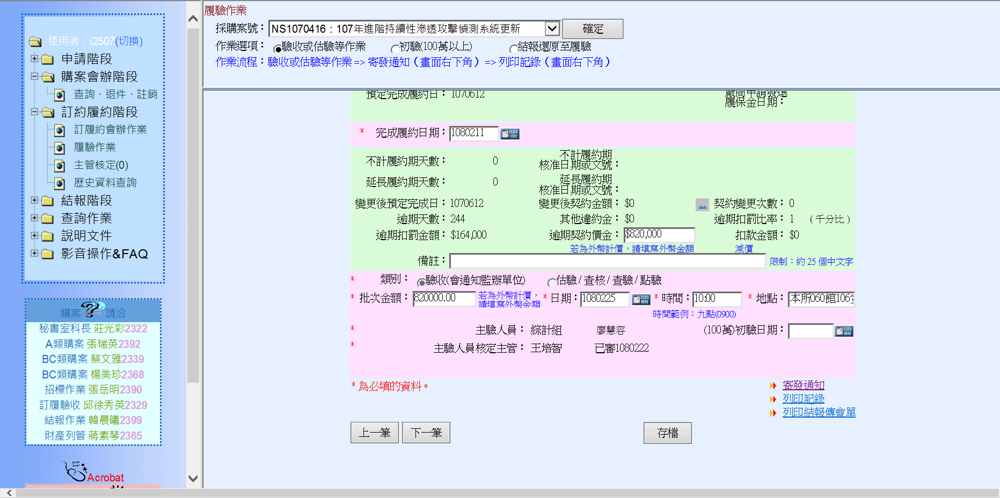 使用者：i2507(切換)
申請階段
購案會辦階段
查詢、退件、註銷
訂約履約階段
訂履約會辦作業
履驗作業
主管核定(0)
歷史資料查詢
結報階段
查詢作業
說明文件
影音操作&FAQ
購案 ? 請洽
秘書室科長 莊光彩2322
A類購案 張瑞英2392
BC類購案 蔡文雅2339
BC類購案 楊美珍2368
招標作業 張岳明2390
訂履驗收 邱徐秀英2329
結報作業 韓晨曦2399
財產列管 蔣素琴2365
Acrobat
履驗作業
採購案號： NS1070416：107年進階持續性滲透攻擊偵測系統更新 確定
作業選項： 驗收或估驗等作業 初驗(100萬以上) 結報還原至履驗
作業流程：驗收或估驗等作業 => 寄發通知（畫面右下角）=> 列印記錄（畫面右下角）
預定完成履約日：1070612 廠商申請發還
履保金日期：
* 完成履約日期：1080211 CLICK HERE
不計履約期天數： 0 不計履約期
核准日期或文號：
延長履約期天數： 0 延長履約期
核准日期或文號：
變更後預定完成日：1070612 變更後契約金額：$0 ... 契約變更次數：0
逾期天數：244 其他違約金：$0 逾期扣罰比率：1 （千分比）
逾期扣罰金額：$164,000 逾期契約價金：$820,000 扣款金額：$0
若為外幣計價，請填寫外幣金額 減價
備註： 限制：約 25 個中文字
* 類別： 驗收(會通知監辦單位) 估驗 / 查核 / 查驗 / 點驗
* 批次金額：820000.00 若為外幣計價， * 日期：1080225 CLICK HERE * 時間：10:00 * 地點：本所060館106
請填寫外幣金額
時間範例：九點(0900)
* 主驗人員： 綜計組 廖慧容 (100萬)初驗日期： CLICK HERE
* 主驗人員核定主管： 王培智 已審1080222
* 為必填的資料。
寄發通知
列印記錄
列印結報傳會單
上一筆 下一筆 存檔